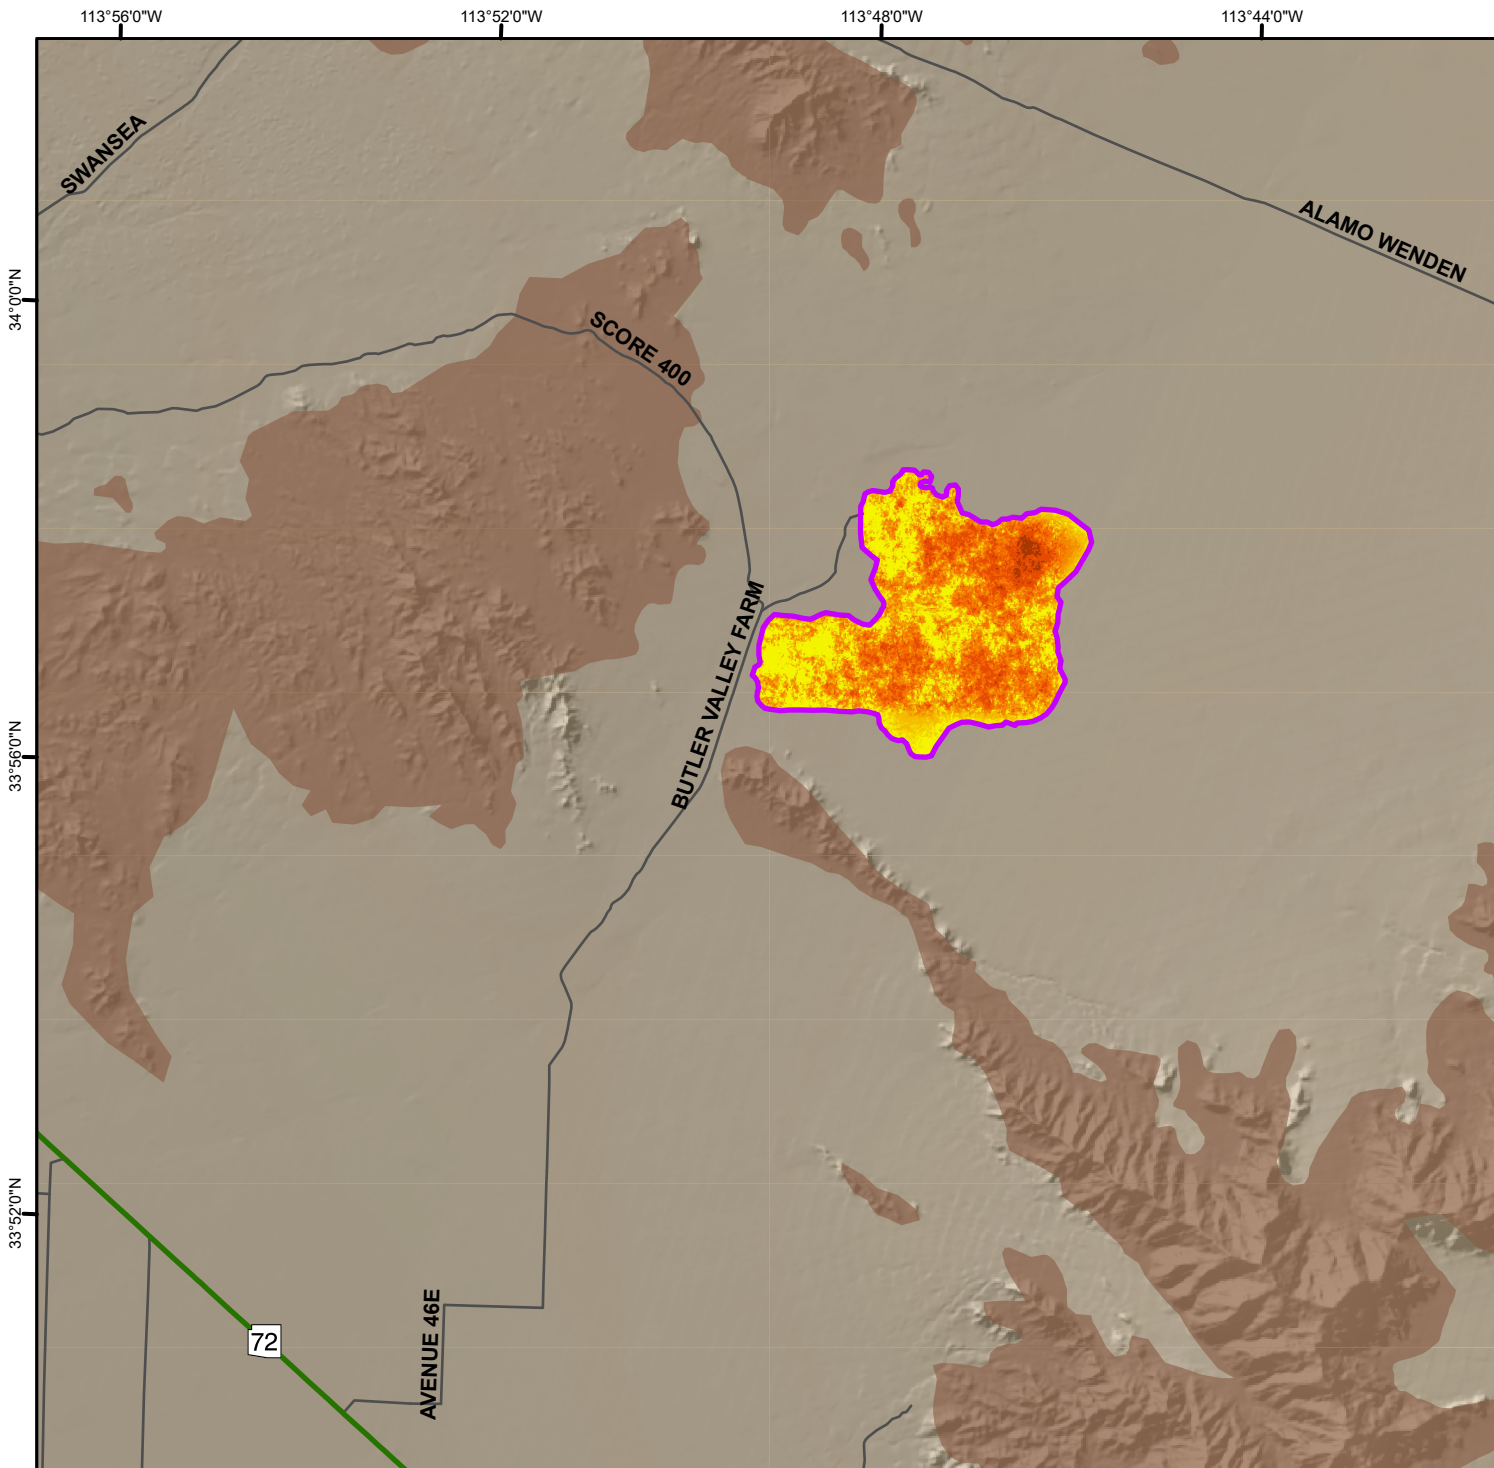 113°56'0"W
113°52'0"W
113°48'0"W
113°44'0"W
SWANSEA
ALAMO WENDEN
34°0'0"N
SCORE 400
BUTLER VALLEY FARM
33°56'0"N
33°52'0"N
AVENUE 46E
72